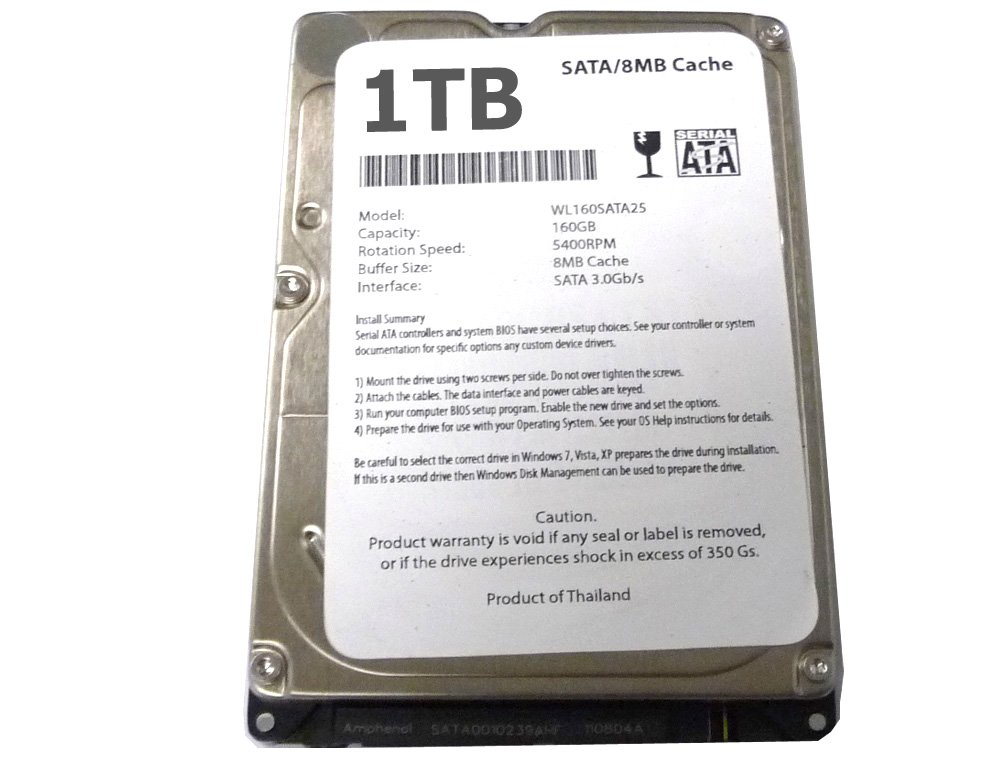 1TB
SATA/8MB Cache
SERIAL
ATA
Model: WL160SATA25
Capacity: 160GB
Rotation Speed: 5400RPM
Buffer Size: 8MB Cache
Interface: SATA 3.0Gb/s
Install Summary
Serial ATA controllers and system BIOS have several setup choices. See your controller or system
documentation for specific options any custom device drivers.
1) Mount the drive using two screws per side. Do not over tighten the screws.
2) Attach the cables. The data interface and power cables are keyed.
3) Run your computer BIOS setup program. Enable the new drive and set the options.
4) Prepare the drive for use with your Operating System. See your OS Help instructions for details.
Be careful to select the correct drive in Windows 7, Vista, XP prepares the drive during installation.
If this is a second drive then Windows Disk Management can be used to prepare the drive.
Caution.
Product warranty is void if any seal or label is removed,
or if the drive experiences shock in excess of 350 Gs.
Product of Thailand
Amphenol 110804A